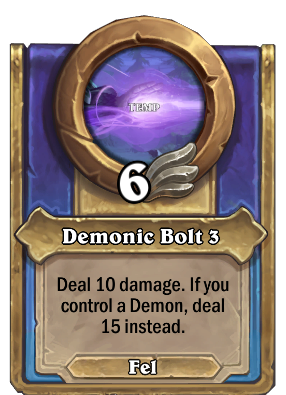 TEMP
6
Demonic Bolt 3
Deal 10 damage. If you
control a Demon, deal
15 instead.
Fel